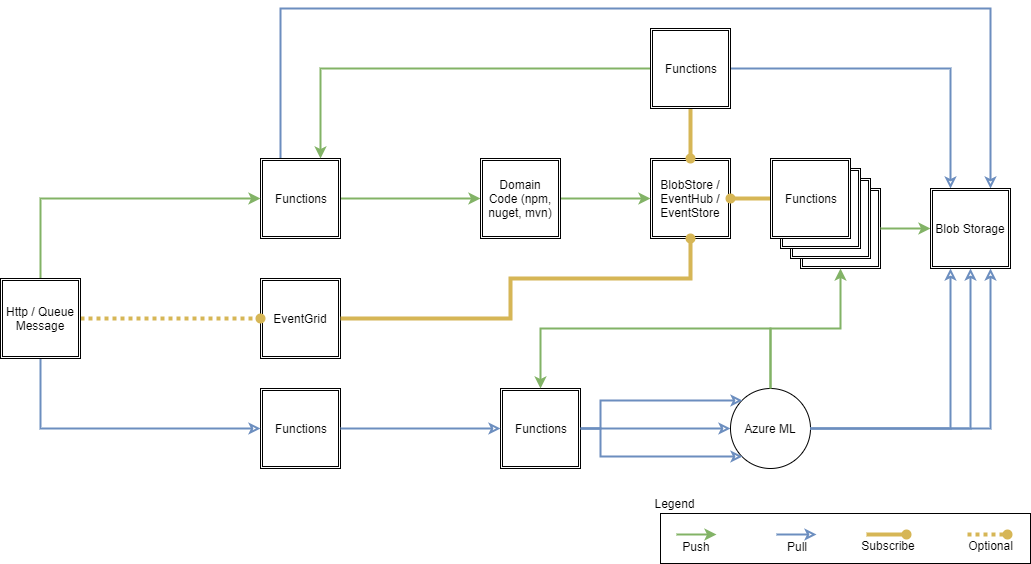 Functions
Functions
Domain
Code (npm,
nuget, mvn)
BlobStore /
EventHub /
EventStore
Functions
Blob Storage
Http / Queue
Message
EventGrid
Functions
Functions
Azure ML
Legend
Push
Pull
Subscribe
Optional